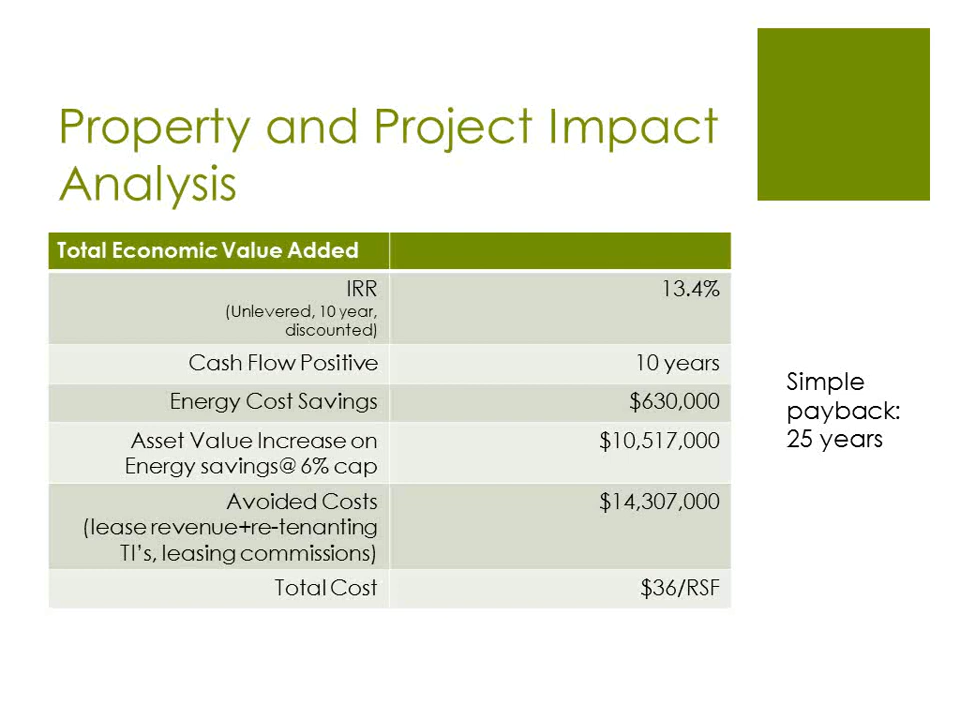 Property and Project Impact
Analysis
Total Economic Value Added
IRR 13.4%
(Unlevered, 10 year,
discounted)
Cash Flow Positive 10 years
Energy Cost Savings $630,000
Asset Value Increase on $10,517,000
Energy savings@ 6% cap
Avoided Costs $14,307,000
(lease revenue+re-tenanting
TI's, leasing commissions)
Total Cost $36/RSF
Simple
payback:
25 years